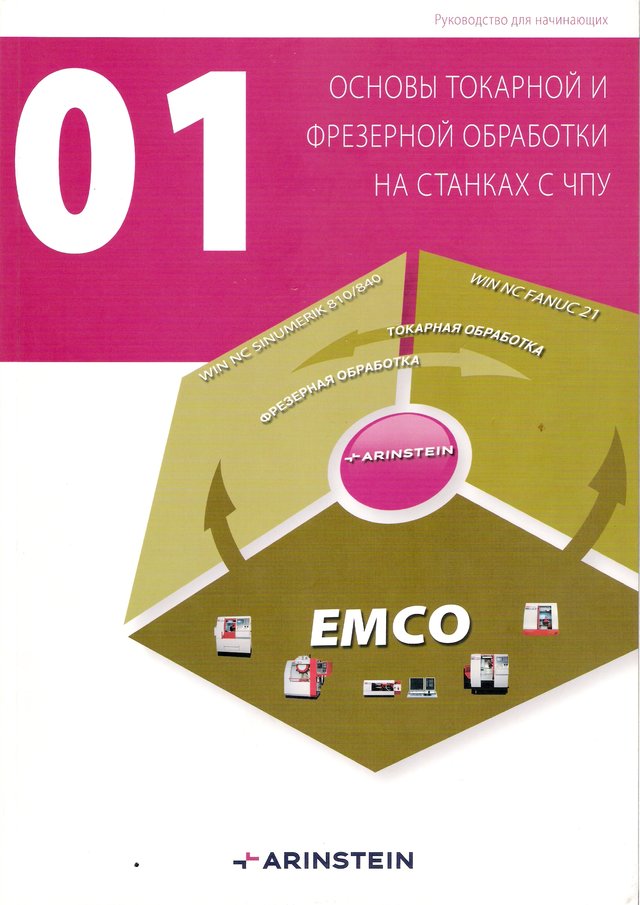 Руководство для начинающих
01
ОСНОВЫ ТОКАРНОЙ И
ФРЕЗЕРНОЙ ОБРАБОТКИ
НА СТАНКАХ С ЧПУ
WIN NC SINUMERIK 810/840
WIN NC FANUC 21
ТОКАРНАЯ ОБРАБОТКА
ФРЕЗЕРНАЯ ОБРАБОТКА
ARINSTEIN
EMCO
ARINSTEIN